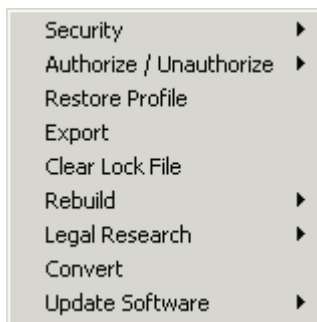 Security
Authorize / Unauthorize
Restore Profile
Export
Clear Lock File
Rebuild
Legal Research
Convert
Update Software